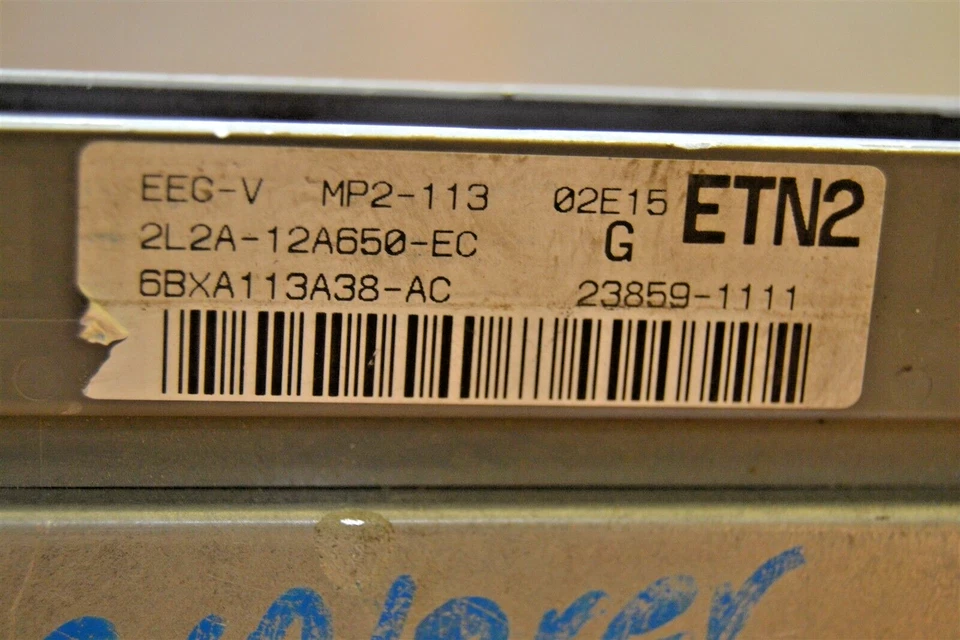 EEG-V MP2-113 02E15 ETN2
2L2A-12A650-EC G
6BXA113A38-AC 23859-1111